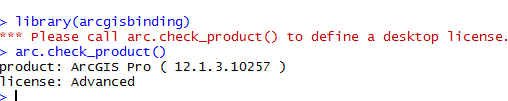 > library(arcgisbinding)
*** Please call arc.check_product() to define a desktop license.
> arc.check_product()
product: ArcGIS Pro ( 12.1.3.10257 )
license: Advanced
>